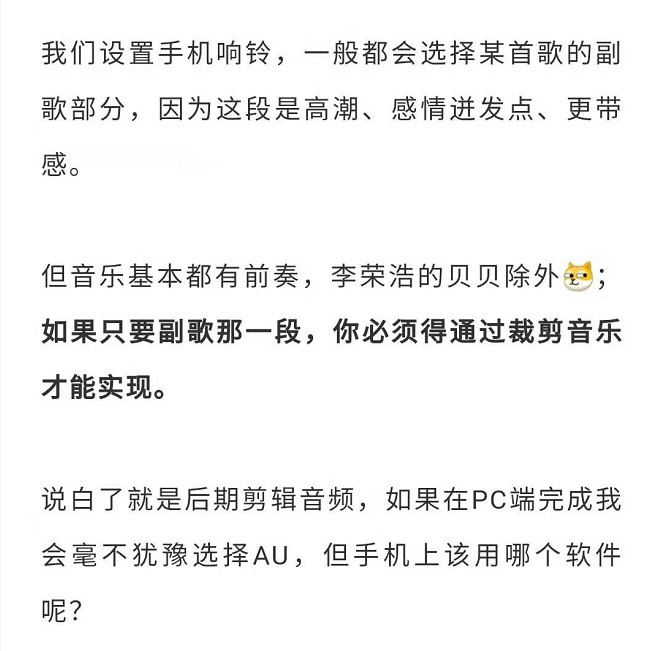 我们设置手机响铃，一般都会选择某首歌的副
歌部分，因为这段是高潮、感情迸发点、更带
感。
但音乐基本都有前奏，李荣浩的贝贝除外；
如果只要副歌那一段，你必须得通过裁剪音乐
才能实现。
说白了就是后期剪辑音频，如果在PC端完成我
会毫不犹豫选择AU，但手机上该用哪个软件
呢？